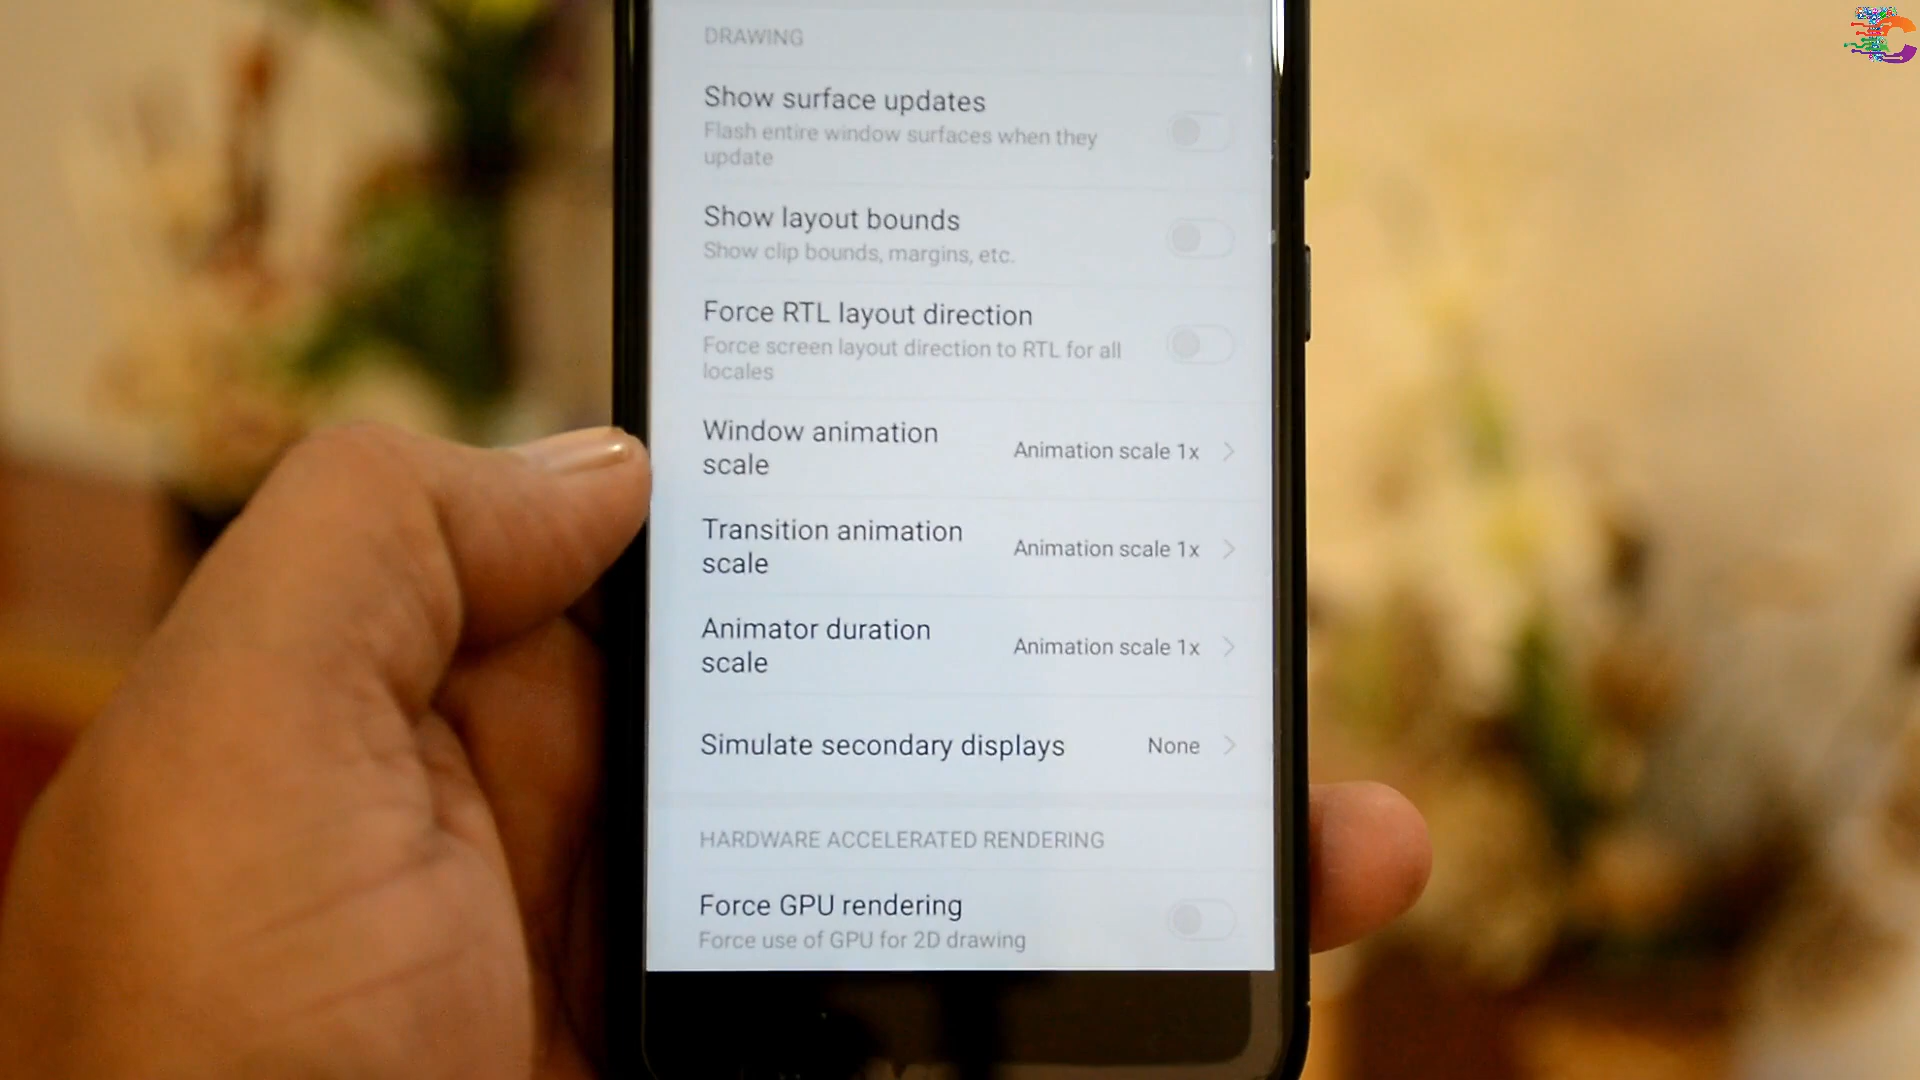 DRAWING
Show surface updates
Flash entire window surfaces when they
update
Show layout bounds
Show clip bounds, margins, etc.
Force RTL layout direction
Force screen layout direction to RTL for all
locales
Window animation
scale
Animation scale 1x
Transition animation
scale
Animation scale 1x
Animator duration
scale
Animation scale 1x
Simulate secondary displays
None
HARDWARE ACCELERATED RENDERING
Force GPU rendering
Force use of GPU for 2D drawing